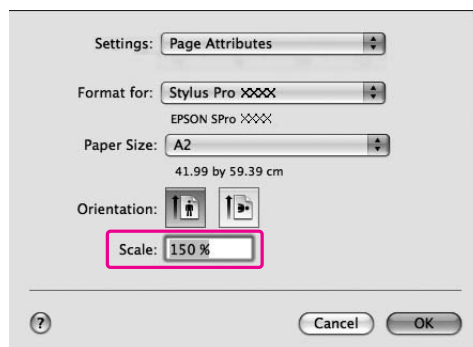 Settings: Page Attributes
Format for: Stylus Pro XXXX
EPSON SPro XXXX
Paper Size: A2
41.99 by 59.39 cm
Orientation:
Scale: 150 %
? Cancel OK